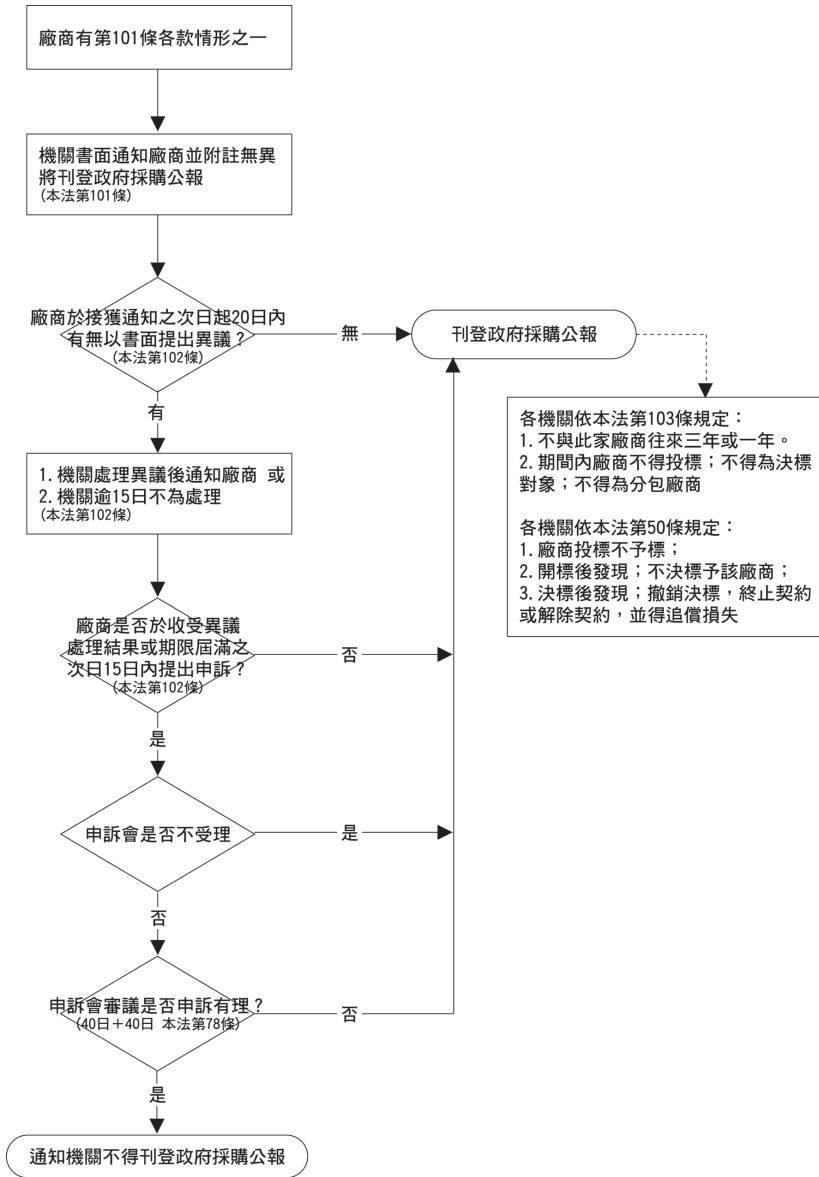 廠商有第101條各款情形之一
機關書面通知廠商並附註無異
將刊登政府採購公報
(本法第101條)
廠商於接獲通知之次日起20日內
有無以書面提出異議？
(本法第102條)
無
刊登政府採購公報
有
各機關依本法第103條規定：
1.不與此家廠商往來三年或一年。
2.期間內廠商不得投標；不得為決標
對象；不得為分包廠商
各機關依本法第50條規定：
1.廠商投標不予標；
2.開標後發現；不決標予該廠商；
3.決標後發現；撤銷決標，終止契約
或解除契約，並得追償損失
1.機關處理異議後通知廠商 或
2.機關逾15日不為處理
(本法第102條)
廠商是否於收受異議
處理結果或期限屆滿之
次日15日內提出申訴？
(本法第102條)
否
是
申訴會是否不受理
是
否
申訴會審議是否申訴有理？
(40日＋40日 本法第78條)
否
是
通知機關不得刊登政府採購公報